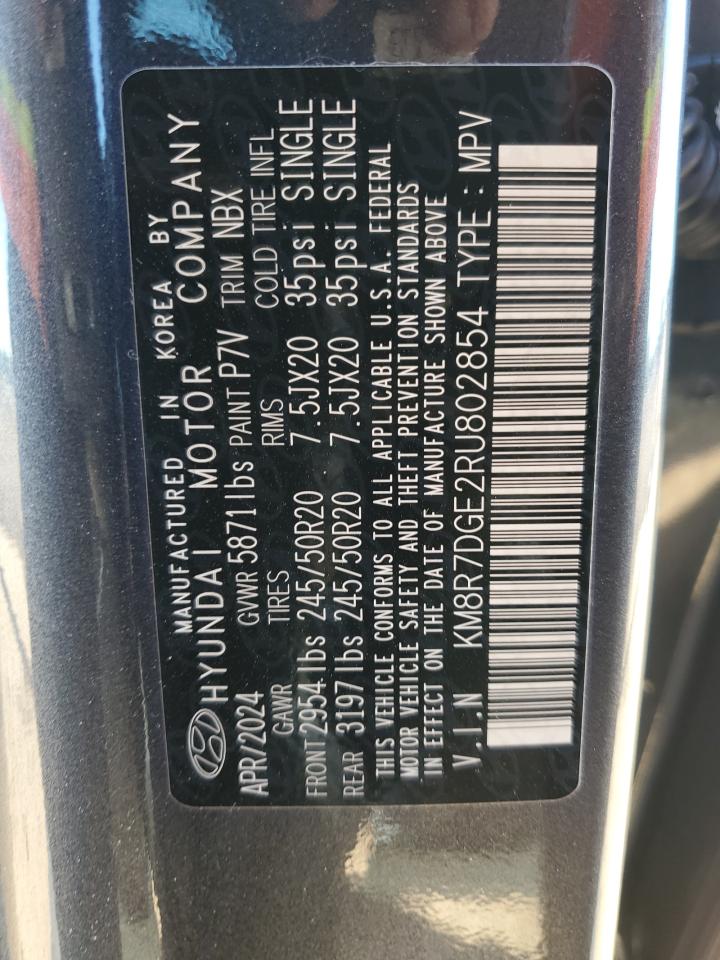 MANUFACTURED IN KOREA BY
HYUNDAI MOTOR COMPANY
APR/2024 GVWR 5871lbs PAINT P7V TRIM NBX
GAWR TIRES RIMS COLD TIRE INFL
FRONT 2954lbs 245/50R20 7.5JX20 35psi SINGLE
REAR 3197lbs 245/50R20 7.5JX20 35psi SINGLE
THIS VEHICLE CONFORMS TO ALL APPLICABLE U.S.A. FEDERAL
MOTOR VEHICLE SAFETY AND THEFT PREVENTION STANDARDS
IN EFFECT ON THE DATE OF MANUFACTURE SHOWN ABOVE
V.I.N KM8R7DGE2RU802854 TYPE : MPV